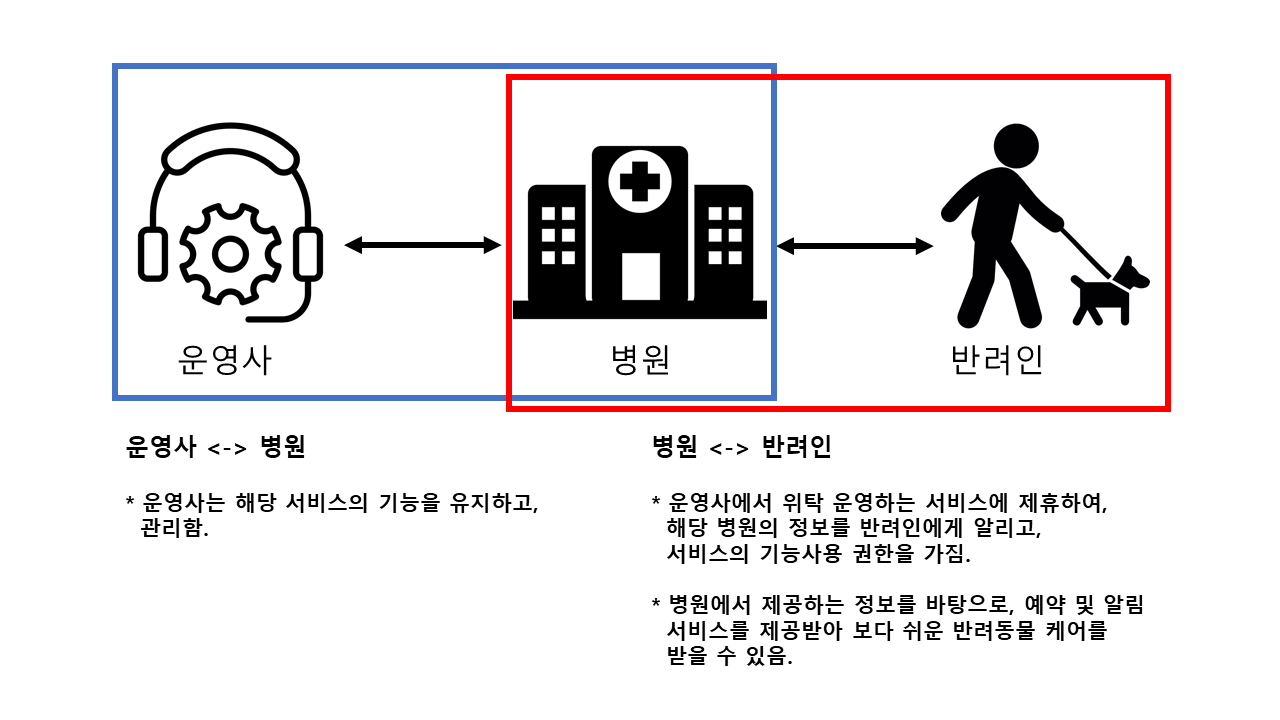 운영사
병원
반려인
운영사 <-> 병원
* 운영사는 해당 서비스의 기능을 유지하고,
관리함.
병원 <-> 반려인
* 운영사에서 위탁 운영하는 서비스에 제휴하여,
해당 병원의 정보를 반려인에게 알리고,
서비스의 기능사용 권한을 가짐.
* 병원에서 제공하는 정보를 바탕으로, 예약 및 알림
서비스를 제공받아 보다 쉬운 반려동물 케어를
받을 수 있음.